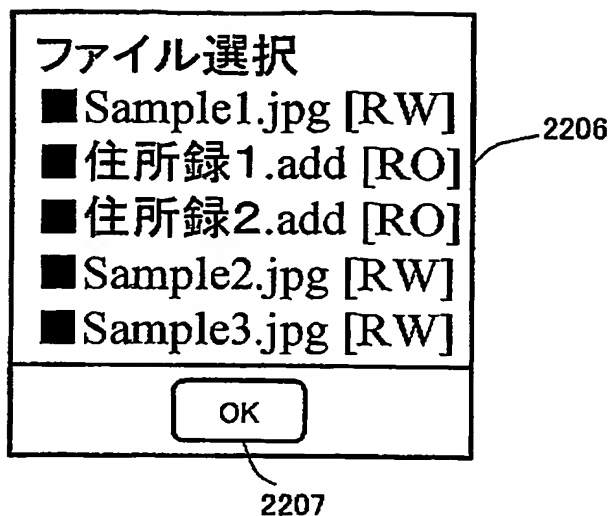 ファイル選択
■Sample1.jpg [RW]
■住所録1.add [RO]
■住所録2.add [RO]
■Sample2.jpg [RW]
■Sample3.jpg [RW]
OK
2206
2207